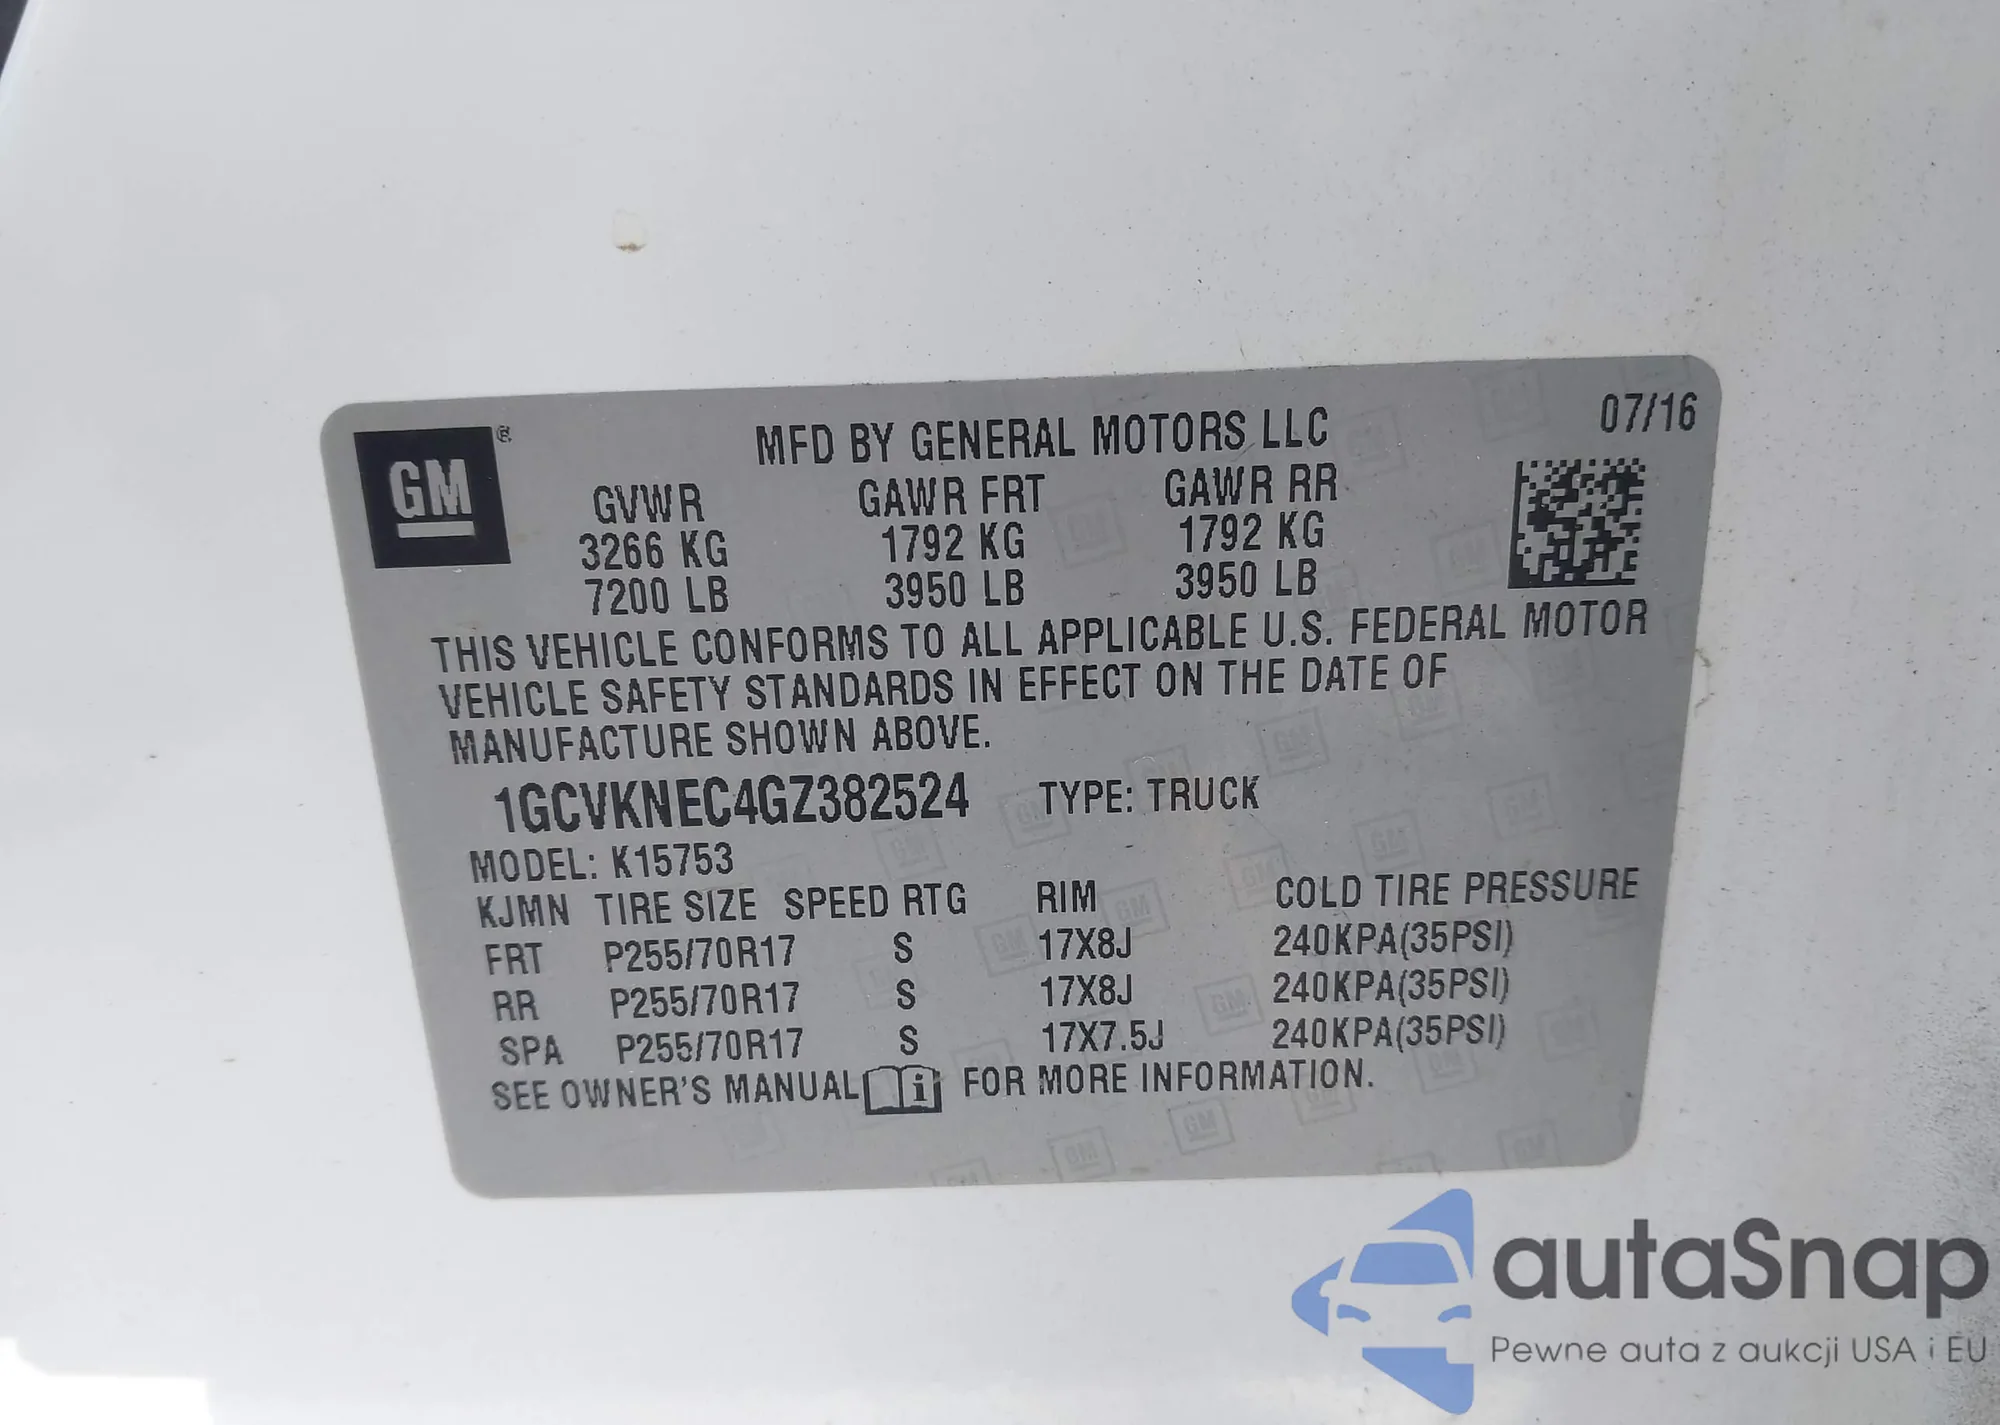 GM ®
MFD BY GENERAL MOTORS LLC 07/16
GVWR GAWR FRT GAWR RR
3266 KG 1792 KG 1792 KG
7200 LB 3950 LB 3950 LB
THIS VEHICLE CONFORMS TO ALL APPLICABLE U.S. FEDERAL MOTOR
VEHICLE SAFETY STANDARDS IN EFFECT ON THE DATE OF
MANUFACTURE SHOWN ABOVE.
1GCVKNEC4GZ382524 TYPE: TRUCK
MODEL: K15753
KJMN TIRE SIZE SPEED RTG RIM COLD TIRE PRESSURE
FRT P255/70R17 S 17X8J 240KPA(35PSI)
RR P255/70R17 S 17X8J 240KPA(35PSI)
SPA P255/70R17 S 17X7.5J 240KPA(35PSI)
SEE OWNER'S MANUAL i FOR MORE INFORMATION.
autaSnap
Pewne auta z aukcji USA i EU